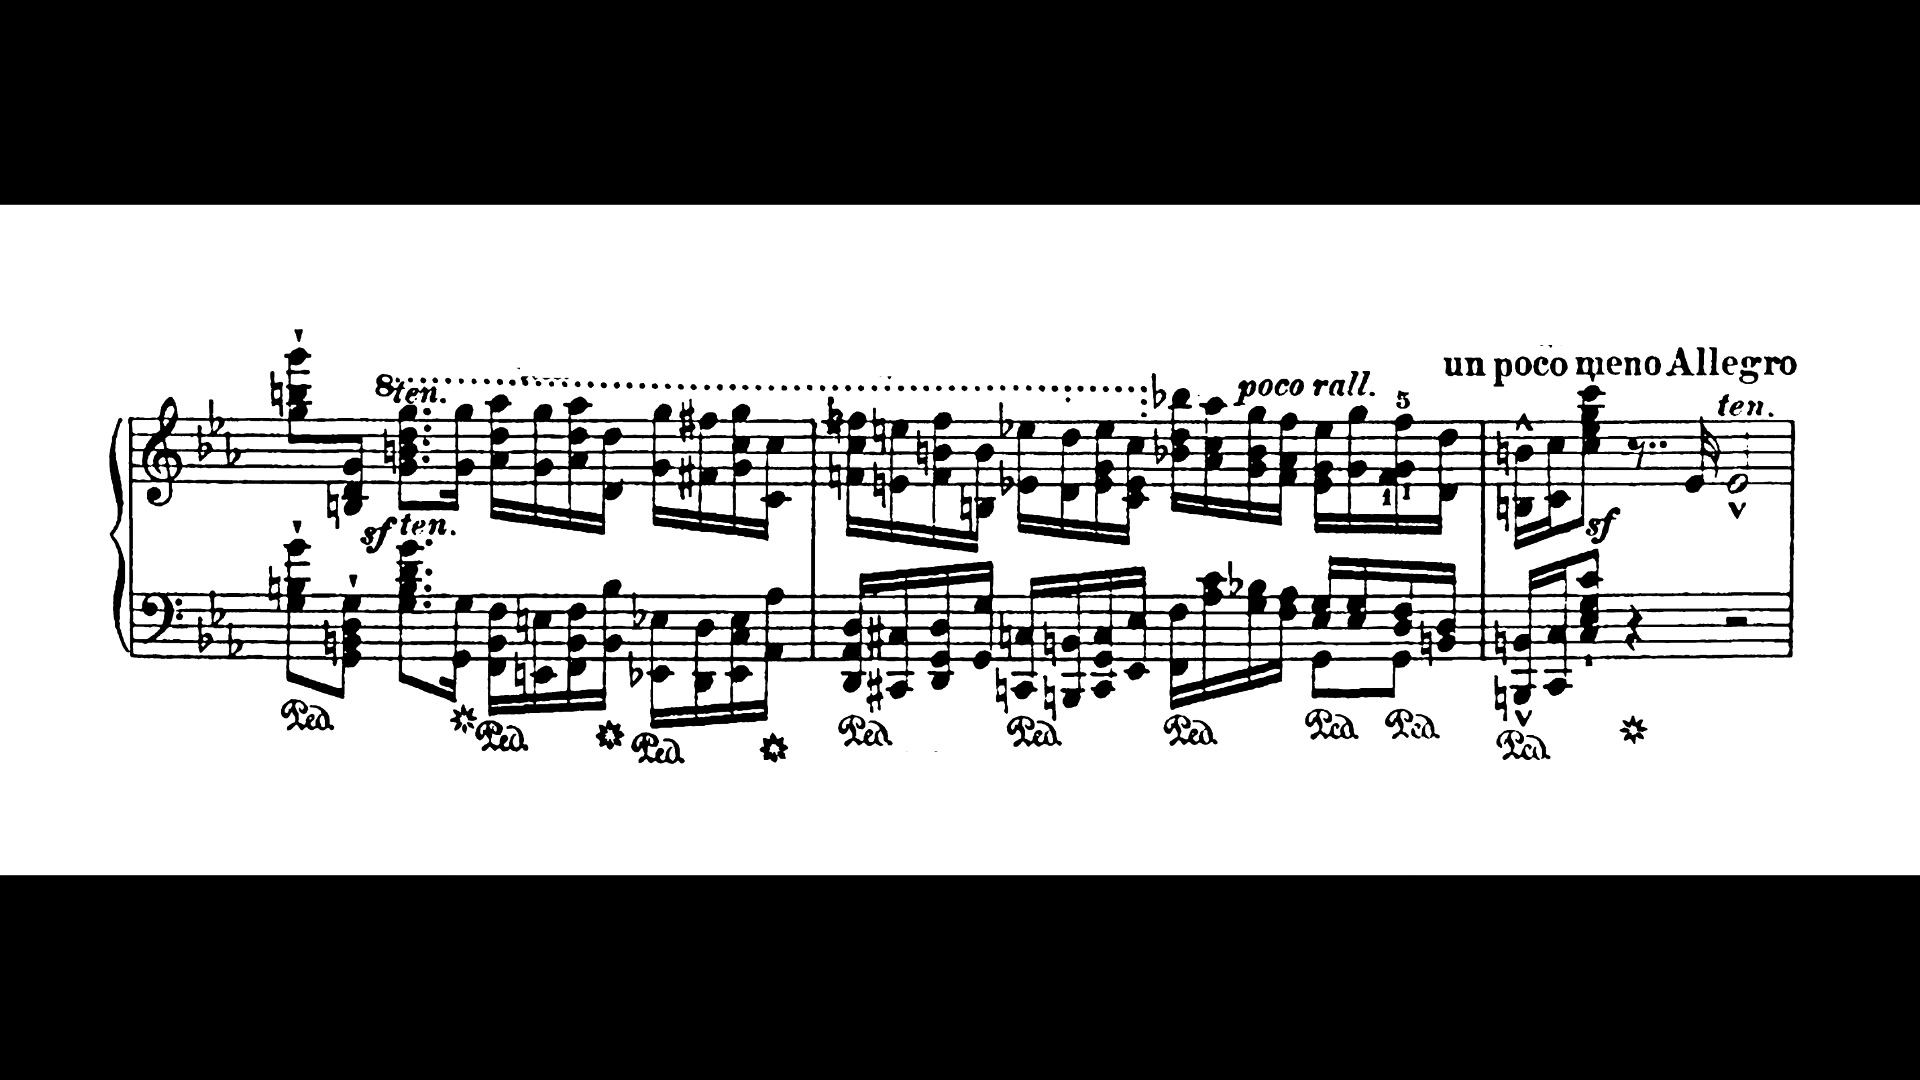 un poco meno Allegro
8 ten. poco rall. 5 ten.
1 1
sf ten. sf
Ped. Ped. Ped. Ped. Ped. Ped. Ped. Ped. Ped.